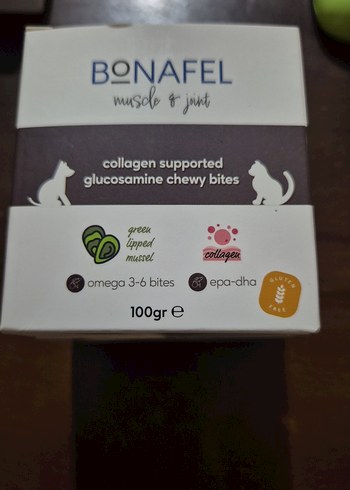 BONAFEL
muscle & joint
collagen supported
glucosamine chewy bites
green
lipped
mussel
collagen
omega 3-6 bites
epa-dha
GLUTEN
FREE
100gr ℮